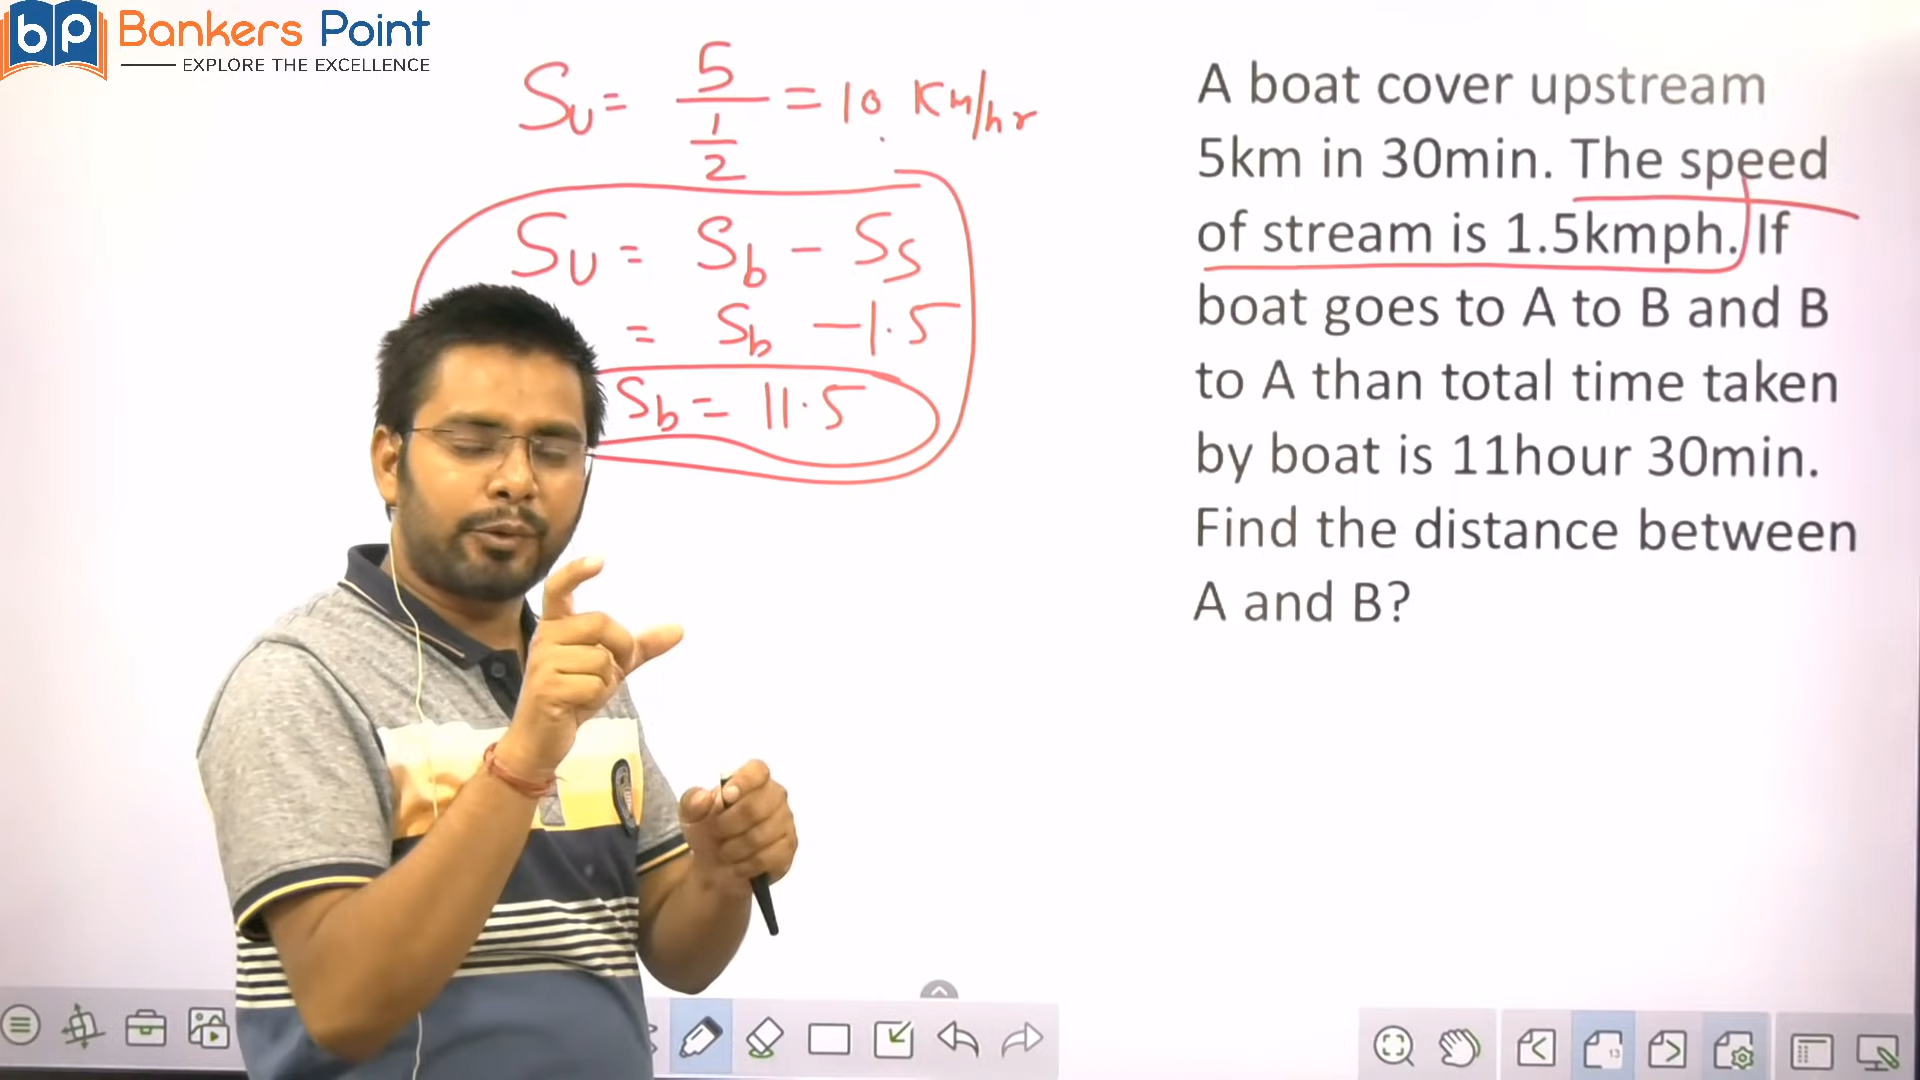 bp Bankers Point
EXPLORE THE EXCELLENCE
Su = 5 / 1/2 = 10 Km/hr
Su = Sb - Ss
= Sb - 1.5
Sb = 11.5
A boat cover upstream
5km in 30min. The speed
of stream is 1.5kmph. If
boat goes to A to B and B
to A than total time taken
by boat is 11hour 30min.
Find the distance between
A and B?
13